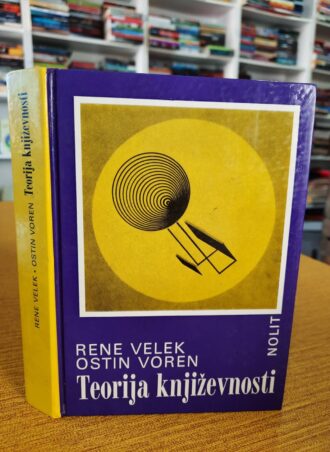 RENE VELEK • OSTIN VOREN Teorija književnosti
RENE VELEK
OSTIN VOREN
Teorija književnosti
NOLIT